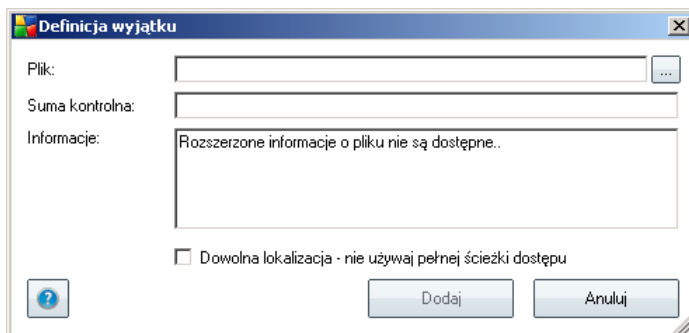 Definicja wyjątku
Plik:
...
Suma kontrolna:
Informacje:
Rozszerzone informacje o pliku nie są dostępne..
Dowolna lokalizacja - nie używaj pełnej ścieżki dostępu
?
Dodaj
Anuluj